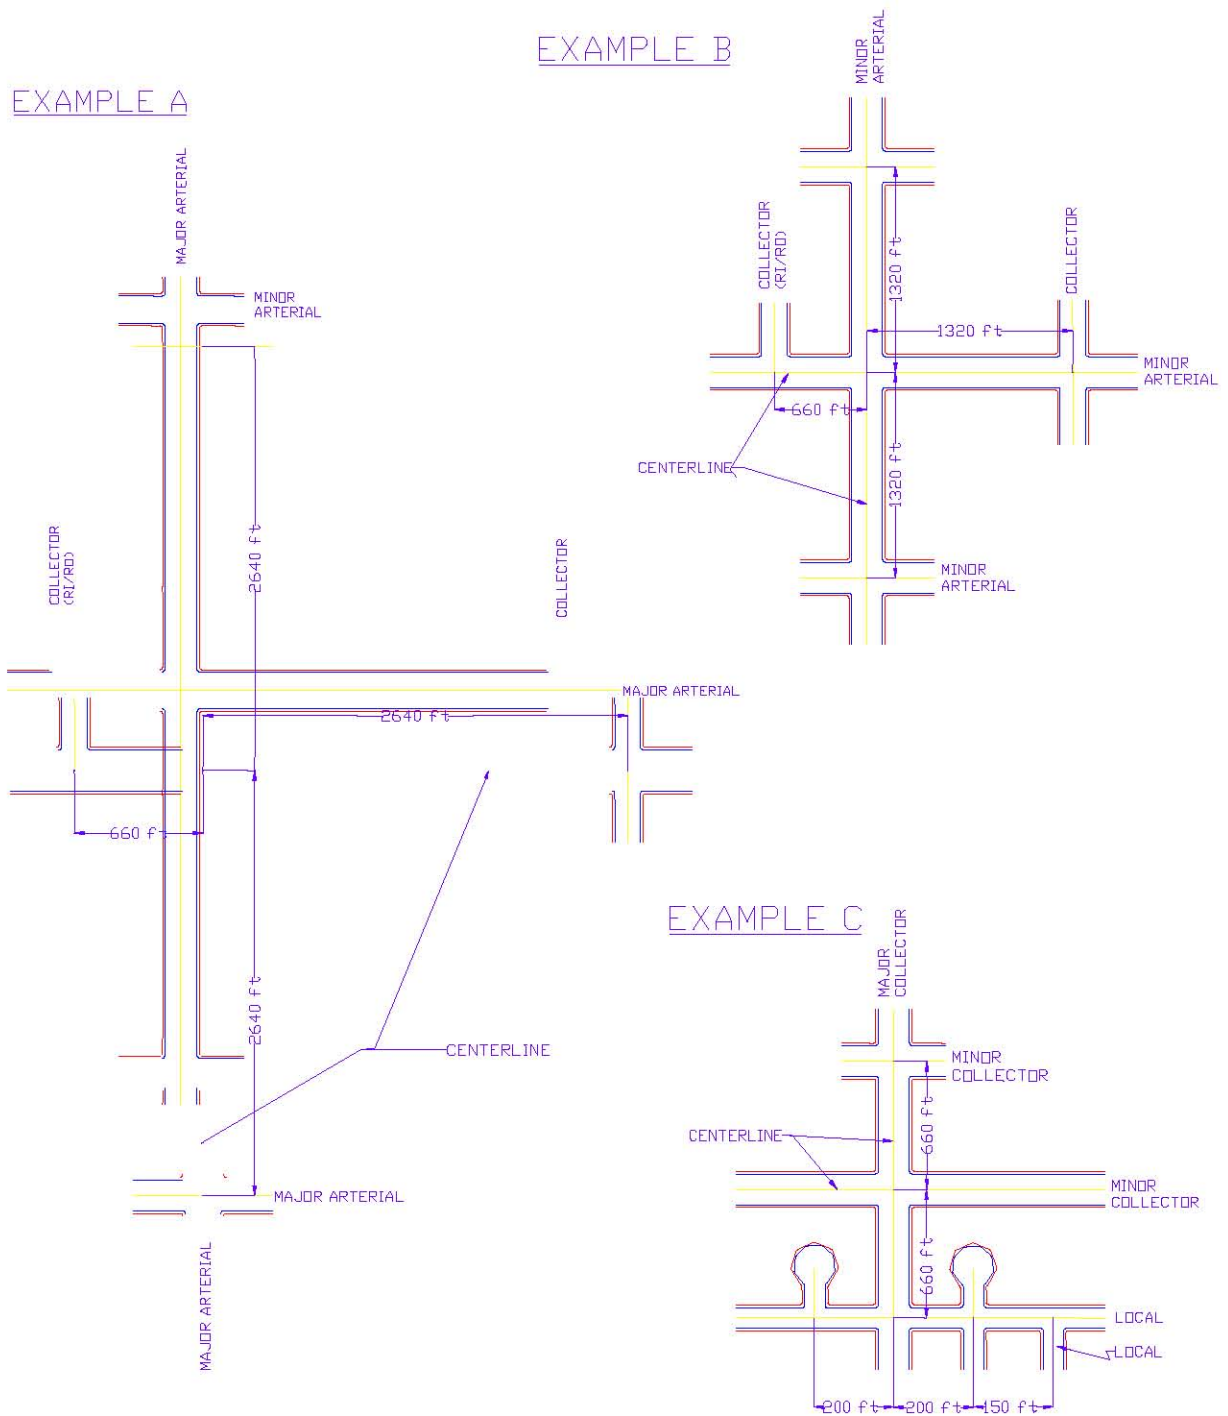 EXAMPLE A
MAJOR ARTERIAL
MINOR
ARTERIAL
2640 ft
COLLECTOR
(RI/RO)
COLLECTOR
MAJOR ARTERIAL
2640 ft
660 ft
2640 ft
CENTERLINE
MAJOR ARTERIAL
MAJOR ARTERIAL
EXAMPLE B
MINOR
ARTERIAL
COLLECTOR
(RI/RO)
COLLECTOR
1320 ft
1320 ft
MINOR
ARTERIAL
660 ft
CENTERLINE
1320 ft
MINOR
ARTERIAL
EXAMPLE C
MAJOR
COLLECTOR
MINOR
COLLECTOR
660 ft
CENTERLINE
MINOR
COLLECTOR
660 ft
LOCAL
LOCAL
200 ft
200 ft
150 ft